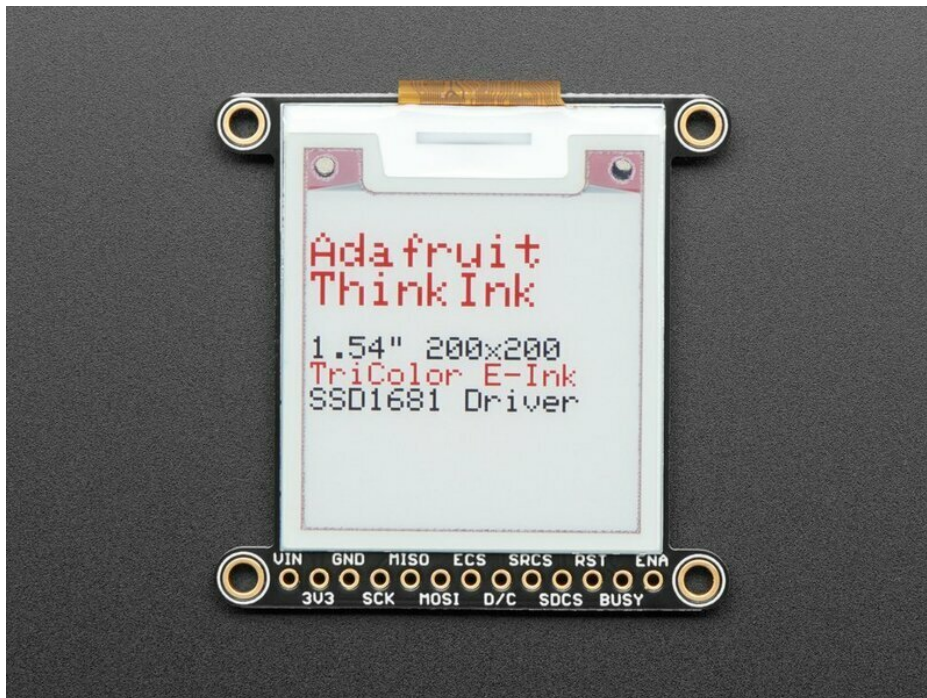 Adafruit
ThinkInk
1.54" 200x200
TriColor E-Ink
SSD1681 Driver
VIN GND MISO ECS SRCS RST ENA
3V3 SCK MOSI D/C SDCS BUSY